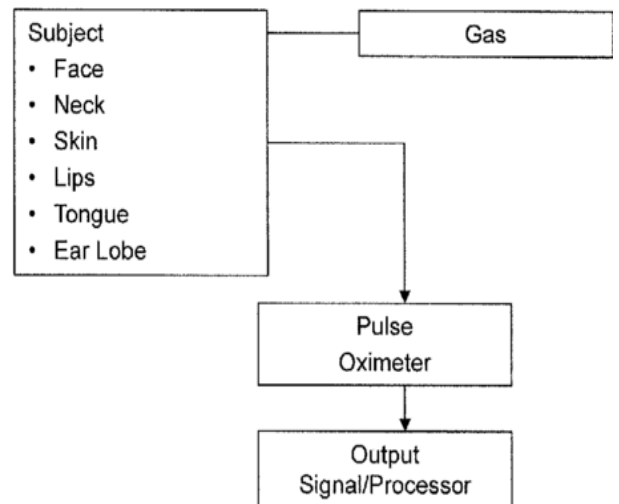 Subject
• Face
• Neck
• Skin
• Lips
• Tongue
• Ear Lobe
Gas
Pulse
Oximeter
Output
Signal/Processor